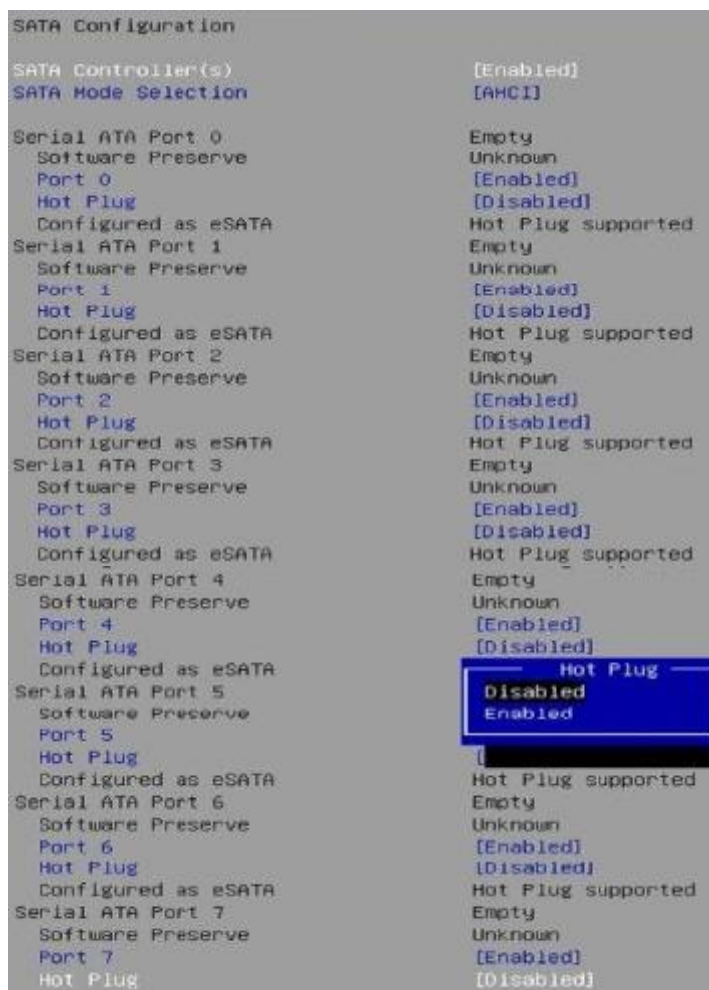 SATA Configuration
SATA Controller(s) [Enabled]
SATA Mode Selection [AHCI]
Serial ATA Port 0 Empty
Software Preserve Unknown
Port 0 [Enabled]
Hot Plug [Disabled]
Configured as eSATA Hot Plug supported
Serial ATA Port 1 Empty
Software Preserve Unknown
Port 1 [Enabled]
Hot Plug [Disabled]
Configured as eSATA Hot Plug supported
Serial ATA Port 2 Empty
Software Preserve Unknown
Port 2 [Enabled]
Hot Plug [Disabled]
Configured as eSATA Hot Plug supported
Serial ATA Port 3 Empty
Software Preserve Unknown
Port 3 [Enabled]
Hot Plug [Disabled]
Configured as eSATA Hot Plug supported
Serial ATA Port 4 Empty
Software Preserve Unknown
Port 4 [Enabled]
Hot Plug [Disabled]
Configured as eSATA Hot Plug
Serial ATA Port 5 Disabled
Software Preserve Enabled
Port 5
Hot Plug [
Configured as eSATA Hot Plug supported
Serial ATA Port 6 Empty
Software Preserve Unknown
Port 6 [Enabled]
Hot Plug [Disabled]
Configured as eSATA Hot Plug supported
Serial ATA Port 7 Empty
Software Preserve Unknown
Port 7 [Enabled]
Hot Plug [Disabled]